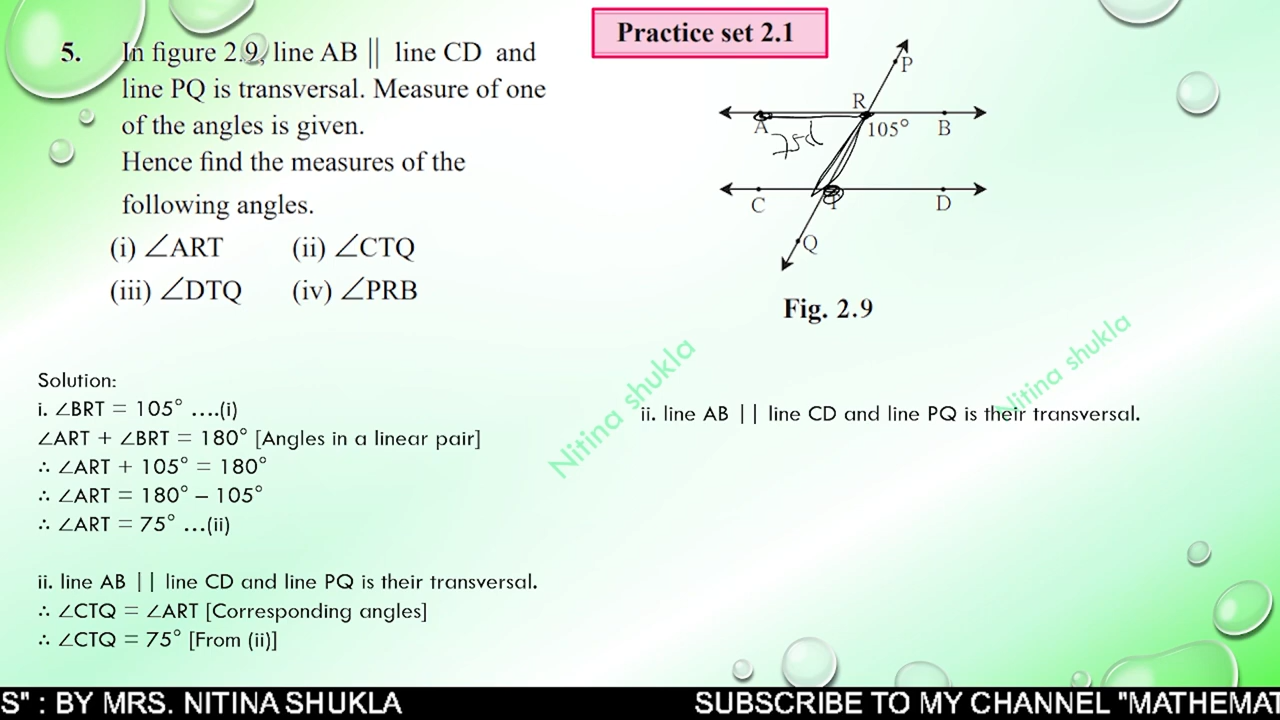 Practice set 2.1
5. In figure 2.9, line AB || line CD and
line PQ is transversal. Measure of one
of the angles is given.
Hence find the measures of the
following angles.
(i) ∠ART (ii) ∠CTQ
(iii) ∠DTQ (iv) ∠PRB
P
R
A
105°
B
C
T
D
Q
Fig. 2.9
Solution:
i. ∠BRT = 105° ….(i)
∠ART + ∠BRT = 180° [Angles in a linear pair]
∴ ∠ART + 105° = 180°
∴ ∠ART = 180° – 105°
∴ ∠ART = 75° …(ii)
ii. line AB || line CD and line PQ is their transversal.
∴ ∠CTQ = ∠ART [Corresponding angles]
∴ ∠CTQ = 75° [From (ii)]
ii. line AB || line CD and line PQ is their transversal.
Nitina shukla
Nitina shukla
S" : BY MRS. NITINA SHUKLA SUBSCRIBE TO MY CHANNEL "MATHEMAT